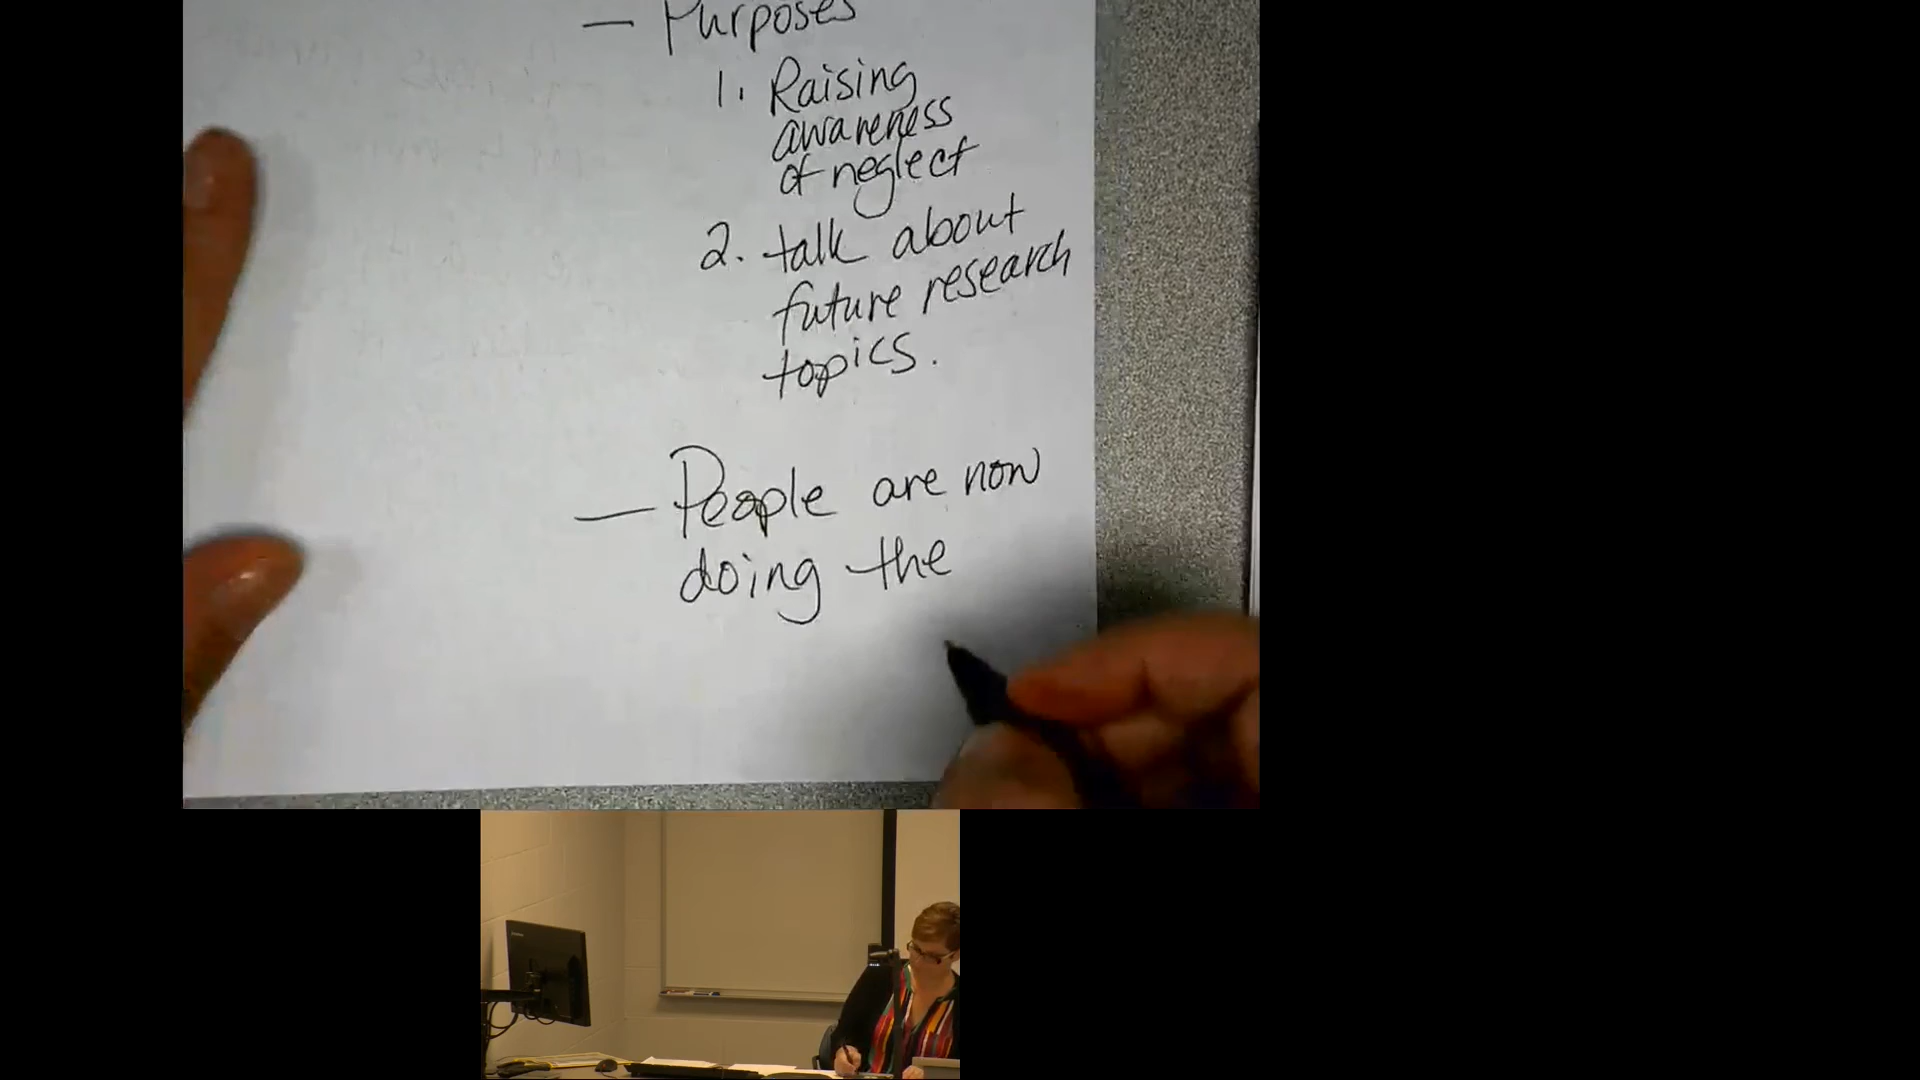 — Purposes
1. Raising
awareness
of neglect
2. talk about
future research
topics.
— People are now
doing the